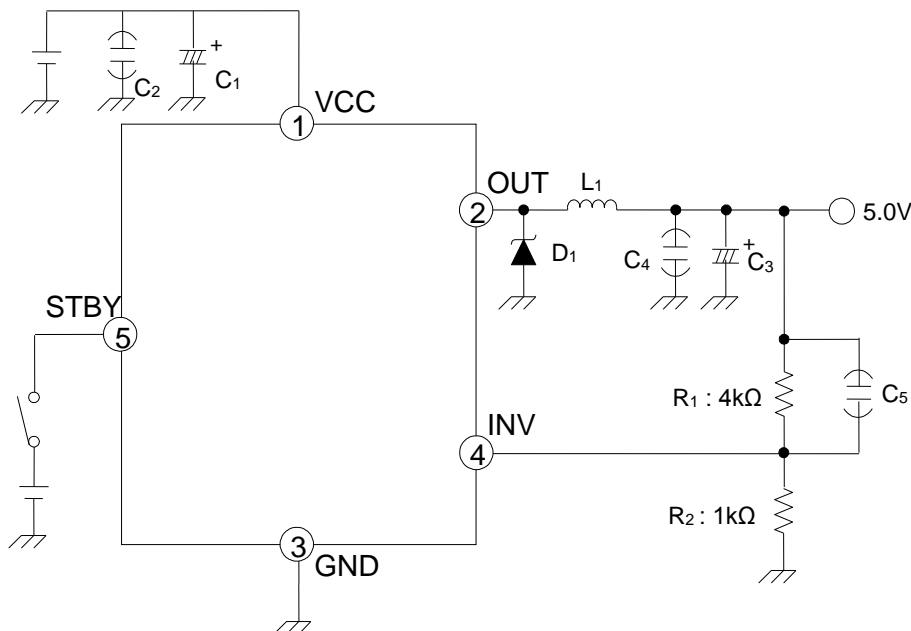 +
C₂
C₁
VCC
1
OUT
2
L₁
5.0V
D₁
C₄
+
C₃
STBY
5
R₁ : 4kΩ
C₅
INV
4
R₂ : 1kΩ
3
GND